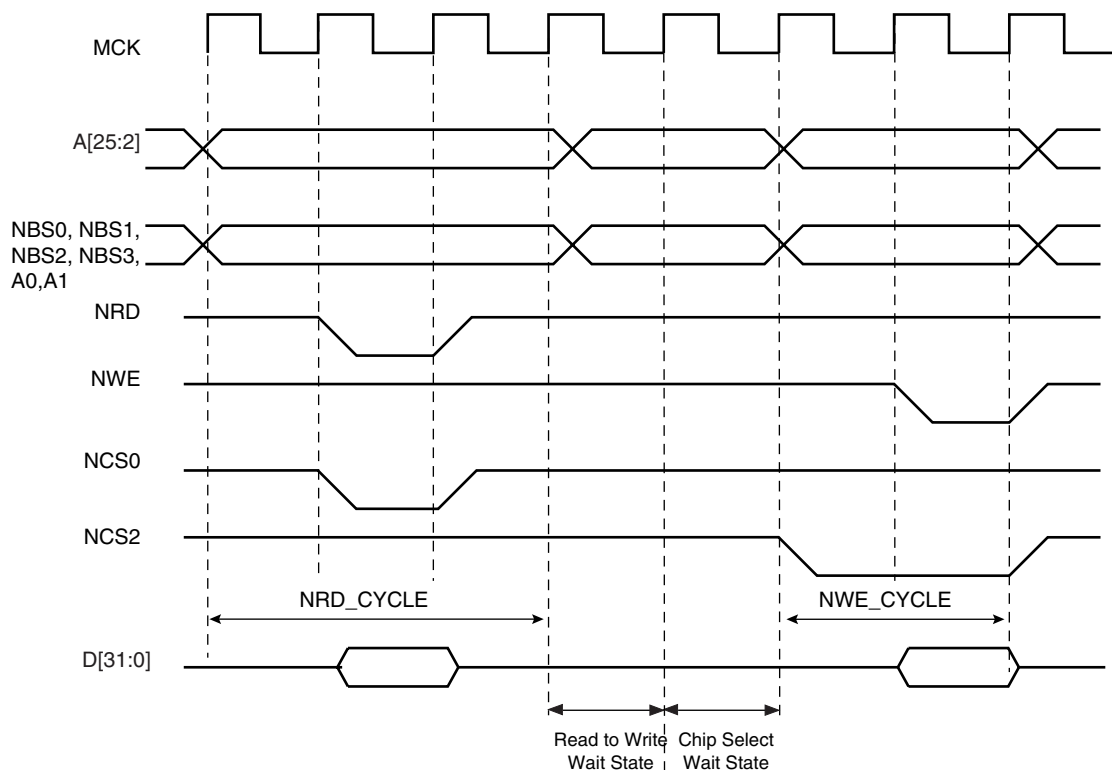 MCK
A[25:2]
NBS0, NBS1,
NBS2, NBS3,
A0,A1
NRD
NWE
NCS0
NCS2
NRD_CYCLE
NWE_CYCLE
D[31:0]
Read to Write
Wait State
Chip Select
Wait State